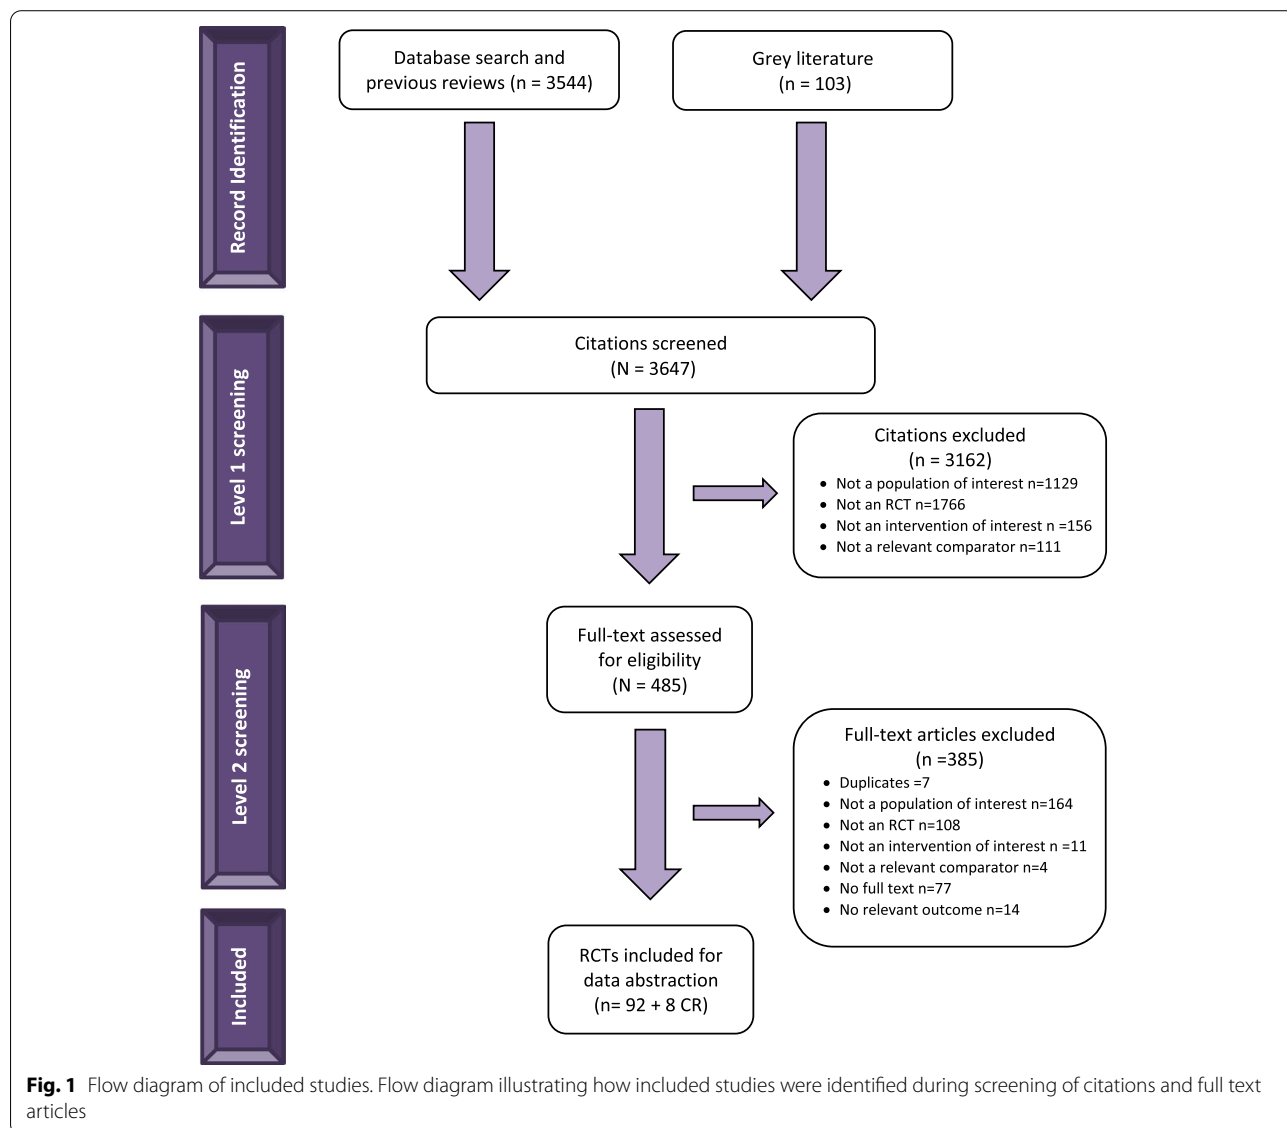 Record Identification
Database search and
previous reviews (n = 3544)
Grey literature
(n = 103)
Level 1 screening
Citations screened
(N = 3647)
Citations excluded
(n = 3162)
• Not a population of interest n=1129
• Not an RCT n=1766
• Not an intervention of interest n =156
• Not a relevant comparator n=111
Level 2 screening
Full-text assessed
for eligibility
(N = 485)
Full-text articles excluded
(n =385)
• Duplicates =7
• Not a population of interest n=164
• Not an RCT n=108
• Not an intervention of interest n =11
• Not a relevant comparator n=4
• No full text n=77
• No relevant outcome n=14
Included
RCTs included for
data abstraction
(n= 92 + 8 CR)
Fig. 1 Flow diagram of included studies. Flow diagram illustrating how included studies were identified during screening of citations and full text
articles